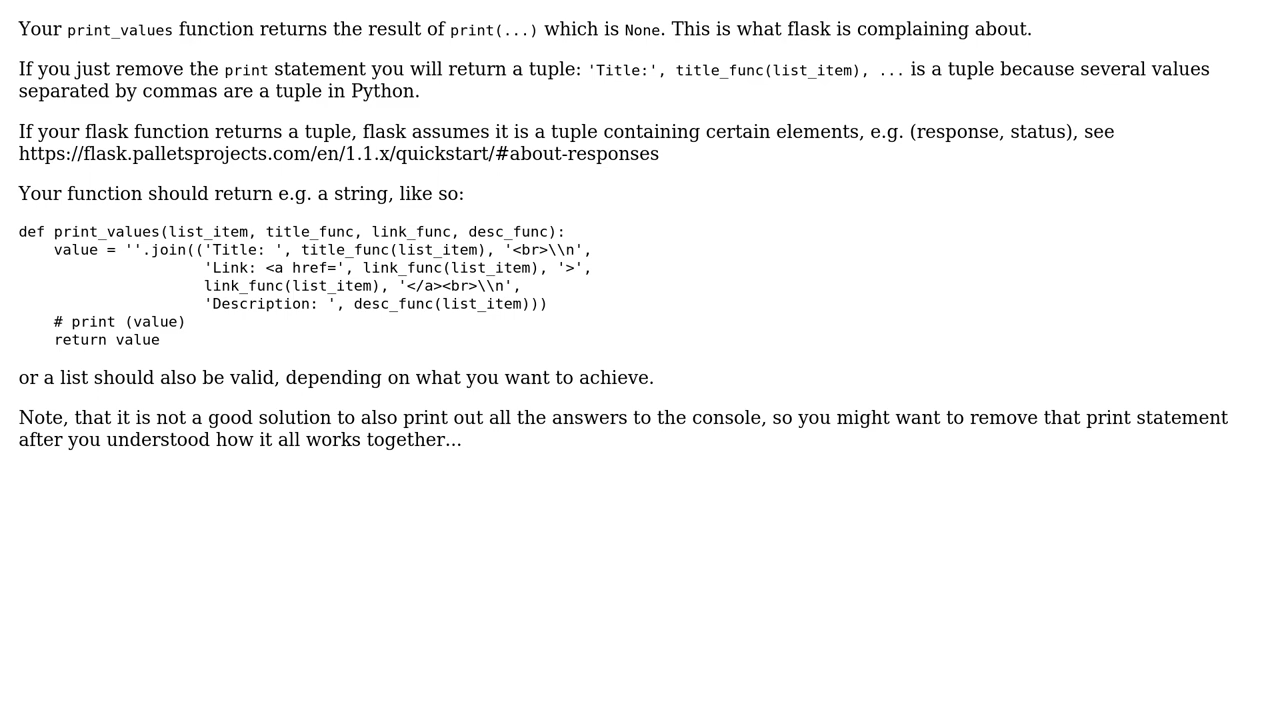 Your print_values function returns the result of print(...) which is None. This is what flask is complaining about.
If you just remove the print statement you will return a tuple: 'Title:', title_func(list_item), ... is a tuple because several values
separated by commas are a tuple in Python.
If your flask function returns a tuple, flask assumes it is a tuple containing certain elements, e.g. (response, status), see
https://flask.palletsprojects.com/en/1.1.x/quickstart/#about-responses
Your function should return e.g. a string, like so:
def print_values(list_item, title_func, link_func, desc_func):
    value = ''.join(('Title: ', title_func(list_item), '<br>\\n',
                     'Link: <a href=', link_func(list_item), '>',
                     link_func(list_item), '</a><br>\\n',
                     'Description: ', desc_func(list_item)))
    # print (value)
    return value
or a list should also be valid, depending on what you want to achieve.
Note, that it is not a good solution to also print out all the answers to the console, so you might want to remove that print statement
after you understood how it all works together...